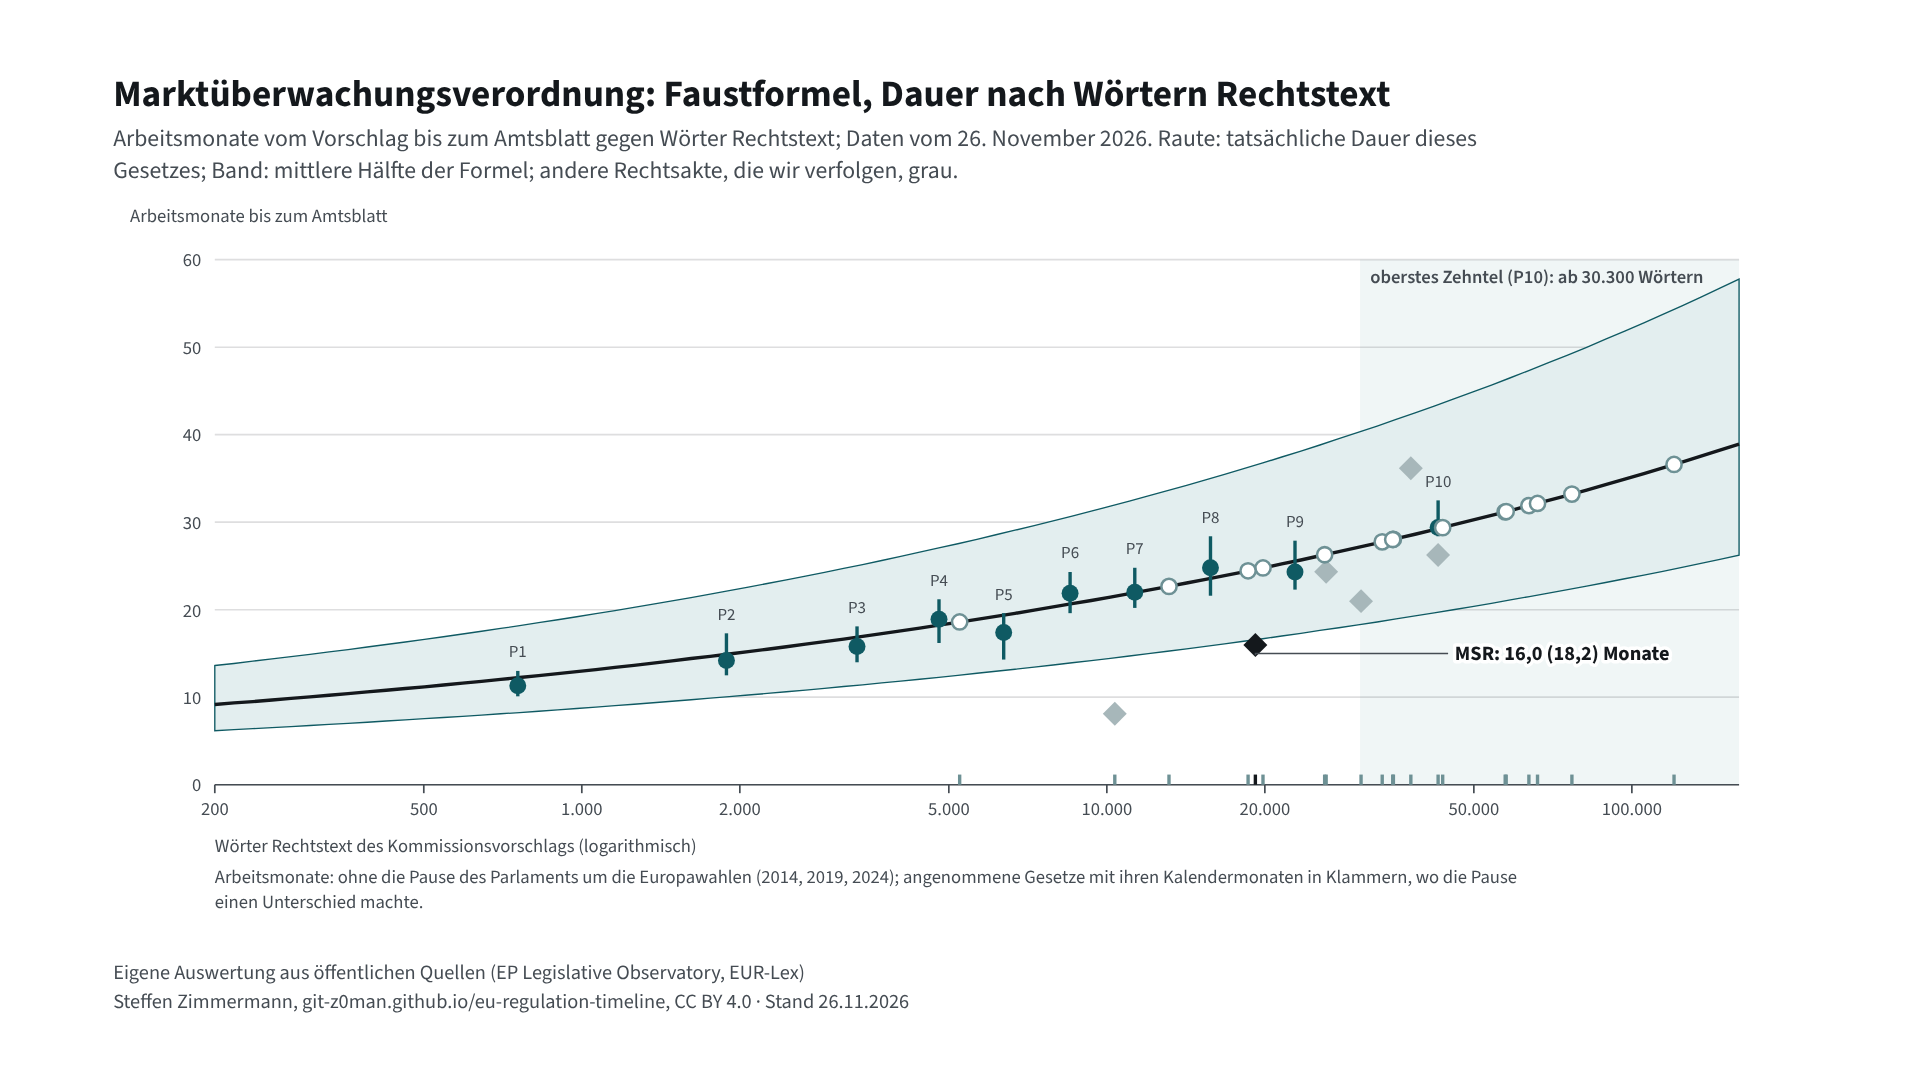 Marktüberwachungsverordnung: Faustformel, Dauer nach Wörtern Rechtstext
Arbeitsmonate vom Vorschlag bis zum Amtsblatt gegen Wörter Rechtstext; Daten vom 26. November 2026. Raute: tatsächliche Dauer dieses
Gesetzes; Band: mittlere Hälfte der Formel; andere Rechtsakte, die wir verfolgen, grau.
Arbeitsmonate bis zum Amtsblatt
60
oberstes Zehntel (P10): ab 30.300 Wörtern
50
40
P10
30
P8
P9
P7
P6
P4
P5
P3
20
P2
P1
MSR: 16,0 (18,2) Monate
10
0
200 500 1.000 2.000 5.000 10.000 20.000 50.000 100.000
Wörter Rechtstext des Kommissionsvorschlags (logarithmisch)
Arbeitsmonate: ohne die Pause des Parlaments um die Europawahlen (2014, 2019, 2024); angenommene Gesetze mit ihren Kalendermonaten in Klammern, wo die Pause
einen Unterschied machte.
Eigene Auswertung aus öffentlichen Quellen (EP Legislative Observatory, EUR-Lex)
Steffen Zimmermann, git-z0man.github.io/eu-regulation-timeline, CC BY 4.0 · Stand 26.11.2026